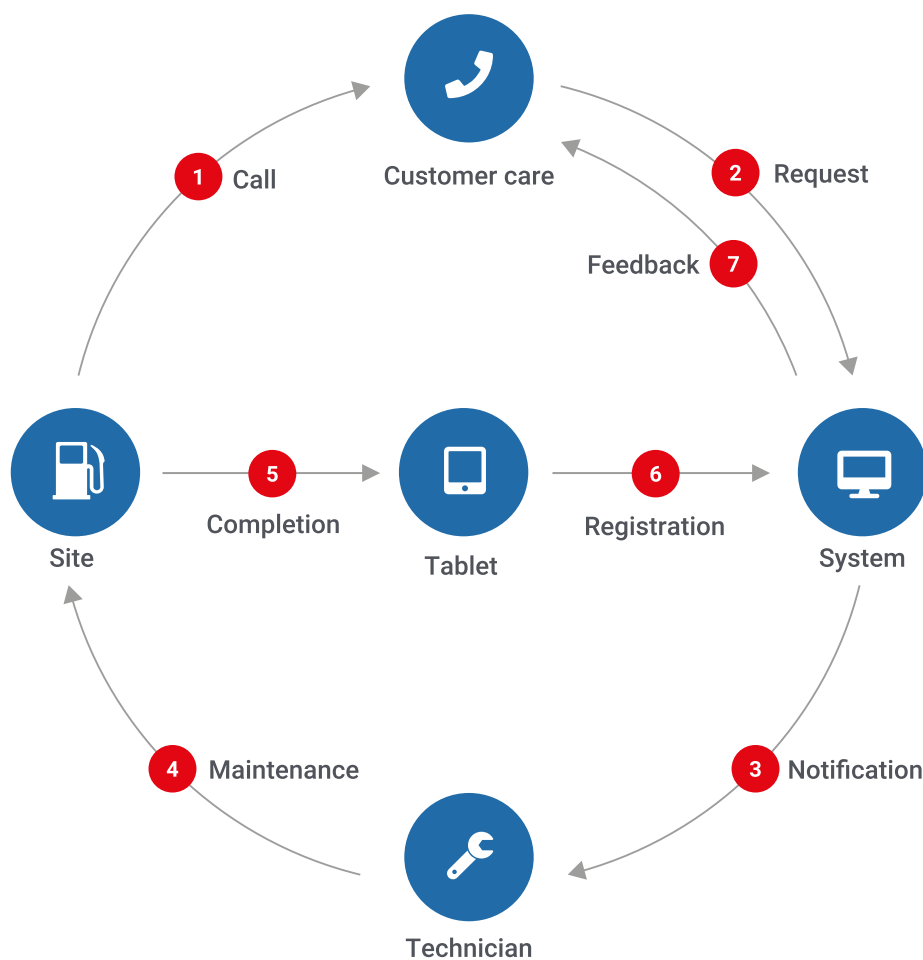 1 Call
Customer care
2 Request
Feedback 7
5
Completion
6
Registration
Site
Tablet
System
4 Maintenance
3 Notification
Technician